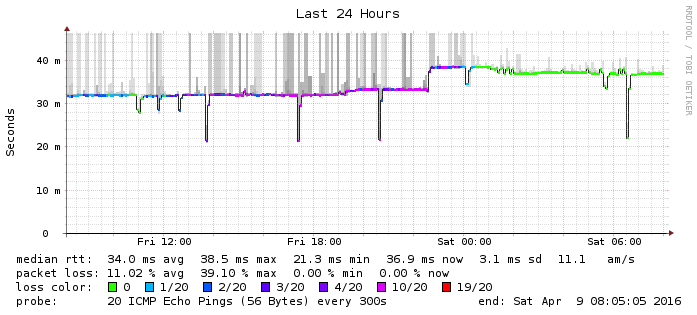 Last 24 Hours
RRDTOOL / TOBI OETIKER
Seconds
40 m
30 m
20 m
10 m
0
Fri 12:00 Fri 18:00 Sat 00:00 Sat 06:00
median rtt: 34.0 ms avg 38.5 ms max 21.3 ms min 36.9 ms now 3.1 ms sd 11.1 am/s
packet loss: 11.02 % avg 39.10 % max 0.00 % min 0.00 % now
loss color: 0 1/20 2/20 3/20 4/20 10/20 19/20
probe: 20 ICMP Echo Pings (56 Bytes) every 300s end: Sat Apr 9 08:05:05 2016